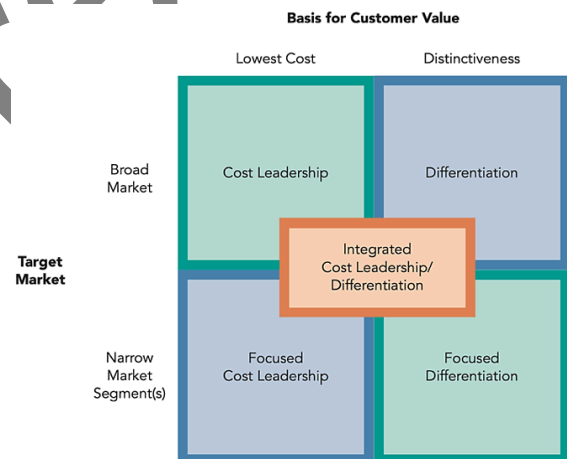 Basis for Customer Value
Lowest Cost
Distinctiveness
Broad
Market
Cost Leadership
Differentiation
Target
Market
Integrated
Cost Leadership/
Differentiation
Narrow
Market
Segment(s)
Focused
Cost Leadership
Focused
Differentiation